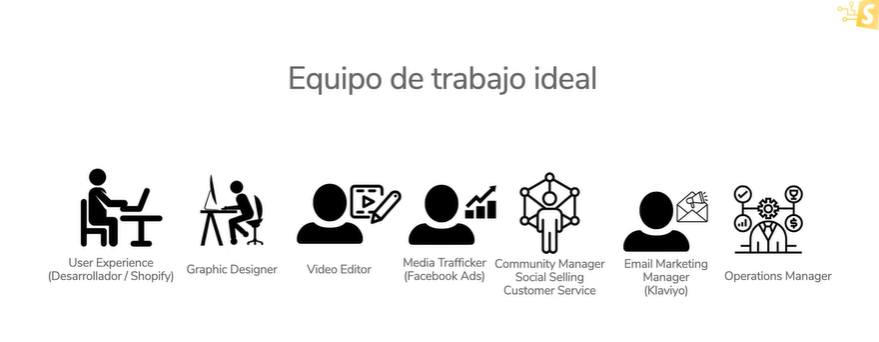 Equipo de trabajo ideal
User Experience
(Desarrollador / Shopify)
Graphic Designer
Video Editor
Media Trafficker
(Facebook Ads)
Community Manager
Social Selling
Customer Service
Email Marketing
Manager
(Klaviyo)
Operations Manager